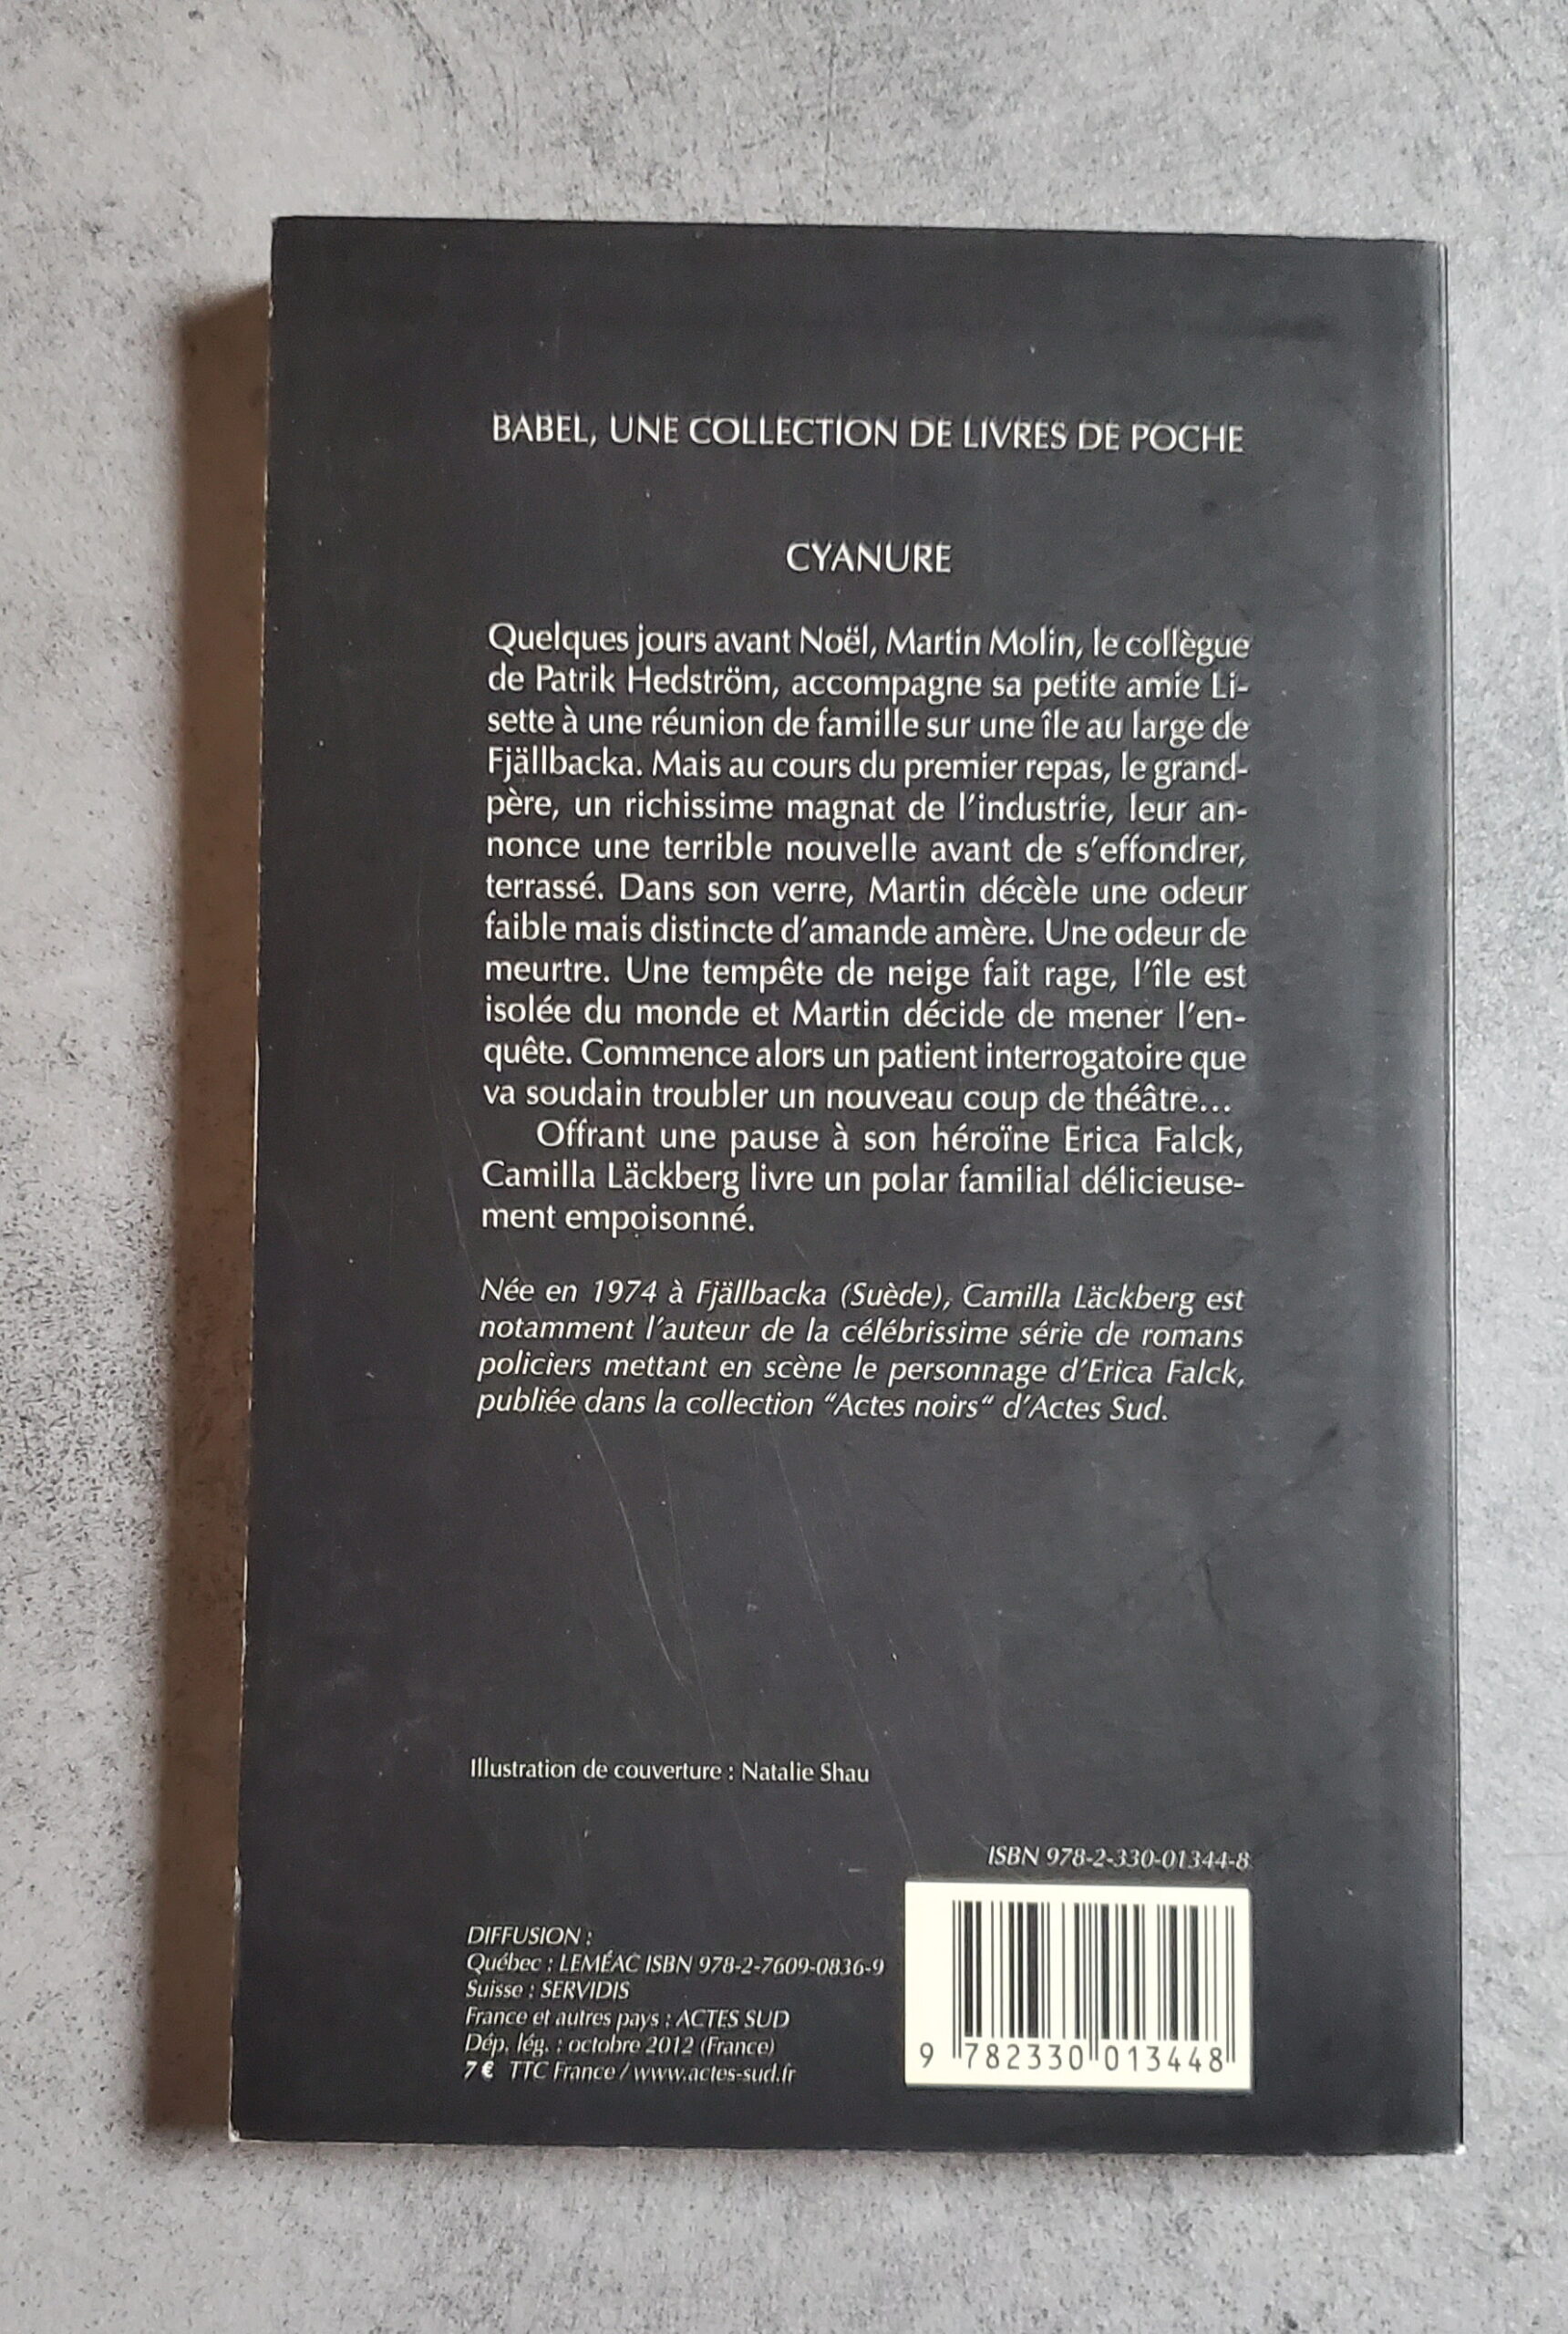 BABEL, UNE COLLECTION DE LIVRES DE POCHE
CYANURE
Quelques jours avant Noël, Martin Molin, le collègue
de Patrik Hedström, accompagne sa petite amie Li-
sette à une réunion de famille sur une île au large de
Fjällbacka. Mais au cours du premier repas, le grand-
père, un richissime magnat de l'industrie, leur an-
nonce une terrible nouvelle avant de s'effondrer,
terrassé. Dans son verre, Martin décèle une odeur
faible mais distincte d'amande amère. Une odeur de
meurtre. Une tempête de neige fait rage, l'île est
isolée du monde et Martin décide de mener l'en-
quête. Commence alors un patient interrogatoire que
va soudain troubler un nouveau coup de théâtre...
Offrant une pause à son héroïne Erica Falck,
Camilla Läckberg livre un polar familial délicieuse-
ment empoisonné.
Née en 1974 à Fjällbacka (Suède), Camilla Läckberg est
notamment l'auteur de la célébrissime série de romans
policiers mettant en scène le personnage d'Erica Falck,
publiée dans la collection “Actes noirs“ d'Actes Sud.
Illustration de couverture : Natalie Shau
ISBN 978-2-330-01344-8
DIFFUSION :
Québec : LEMÉAC ISBN 978-2-7609-0836-9
Suisse : SERVIDIS
France et autres pays : ACTES SUD
Dép. lég. : octobre 2012 (France)
7 € TTC France / www.actes-sud.fr
9 782330 013448